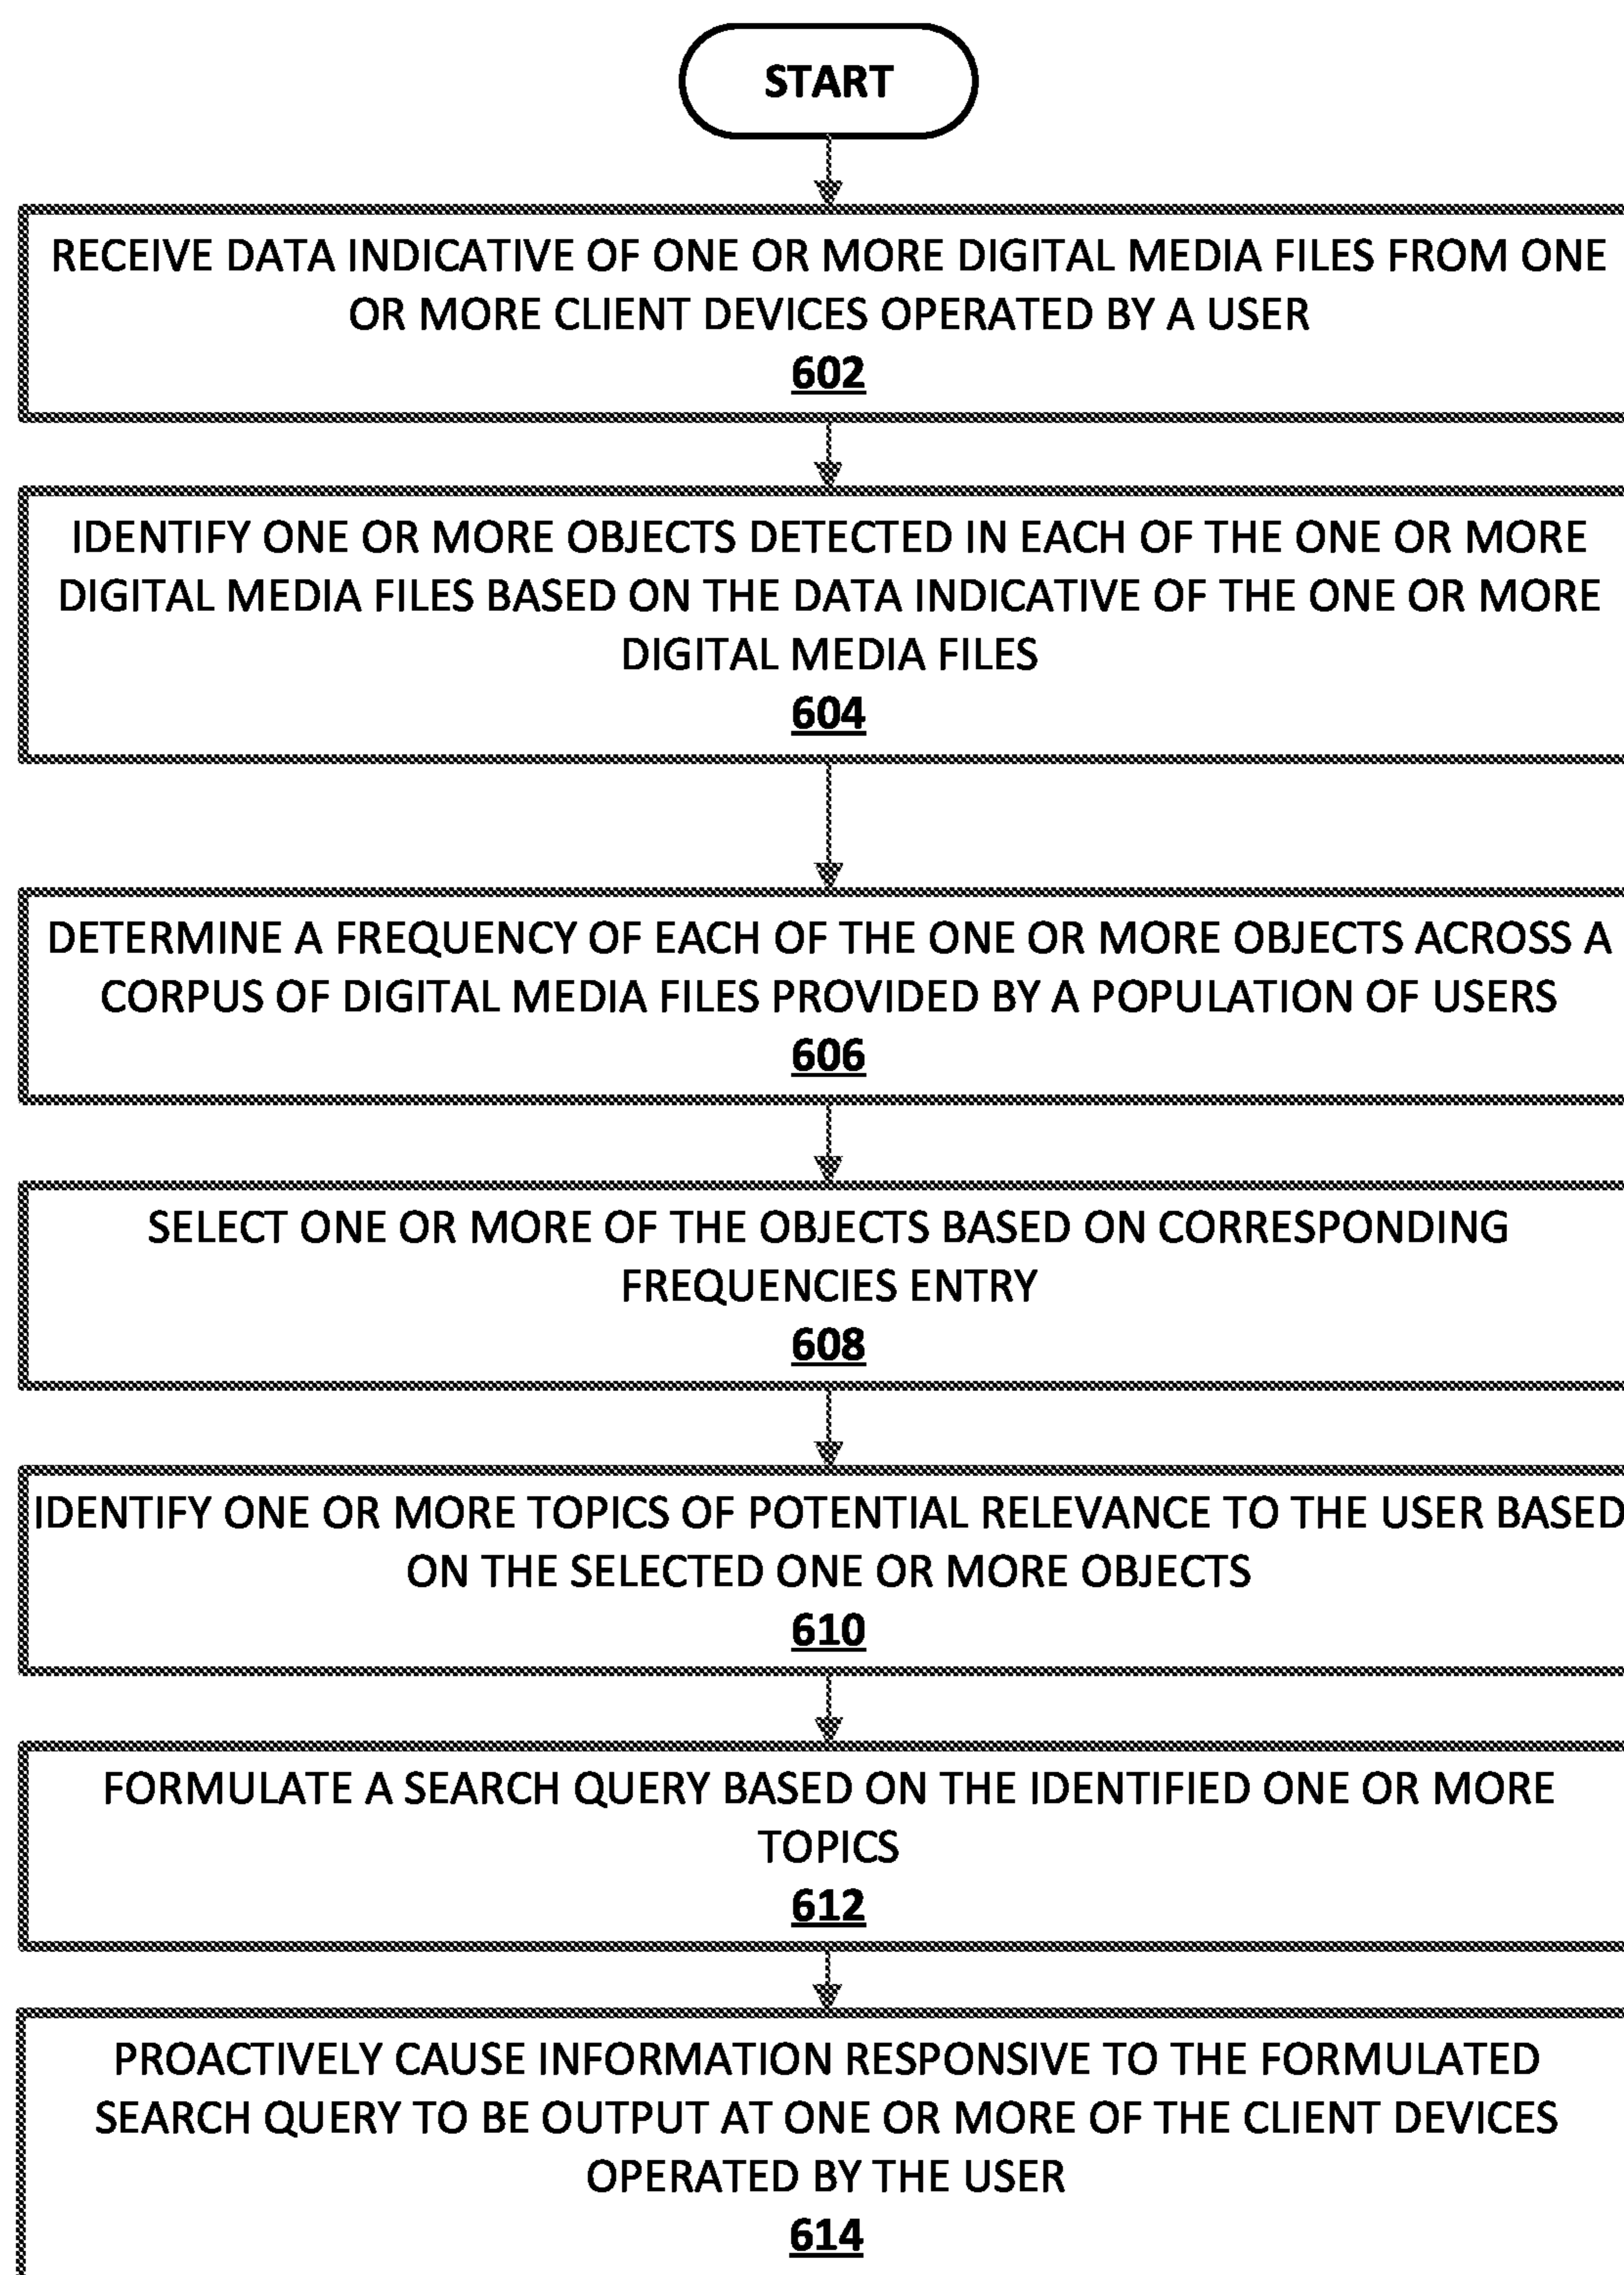 START
RECEIVE DATA INDICATIVE OF ONE OR MORE DIGITAL MEDIA FILES FROM ONE
OR MORE CLIENT DEVICES OPERATED BY A USER
602
IDENTIFY ONE OR MORE OBJECTS DETECTED IN EACH OF THE ONE OR MORE
DIGITAL MEDIA FILES BASED ON THE DATA INDICATIVE OF THE ONE OR MORE
DIGITAL MEDIA FILES
604
DETERMINE A FREQUENCY OF EACH OF THE ONE OR MORE OBJECTS ACROSS A
CORPUS OF DIGITAL MEDIA FILES PROVIDED BY A POPULATION OF USERS
606
SELECT ONE OR MORE OF THE OBJECTS BASED ON CORRESPONDING
FREQUENCIES ENTRY
608
IDENTIFY ONE OR MORE TOPICS OF POTENTIAL RELEVANCE TO THE USER BASED
ON THE SELECTED ONE OR MORE OBJECTS
610
FORMULATE A SEARCH QUERY BASED ON THE IDENTIFIED ONE OR MORE
TOPICS
612
PROACTIVELY CAUSE INFORMATION RESPONSIVE TO THE FORMULATED
SEARCH QUERY TO BE OUTPUT AT ONE OR MORE OF THE CLIENT DEVICES
OPERATED BY THE USER
614